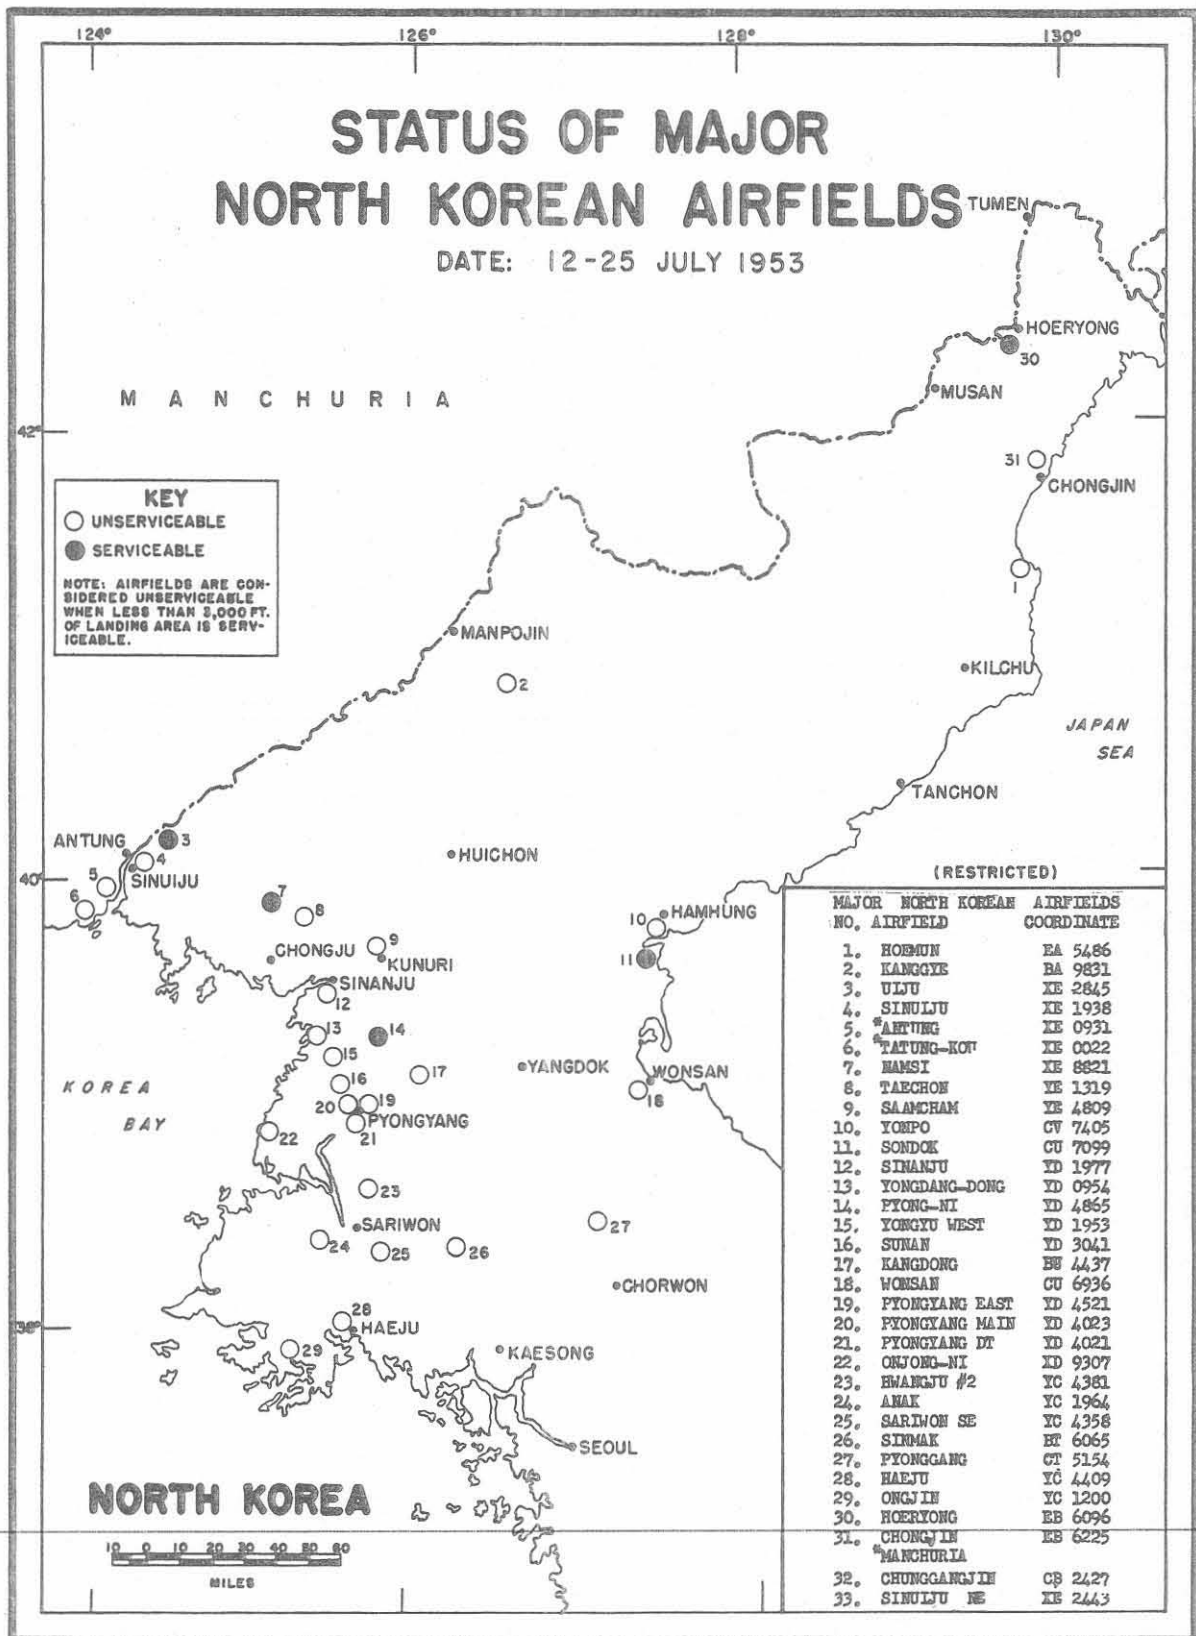 124° 126° 128° 130°
STATUS OF MAJOR
NORTH KOREAN AIRFIELDS
DATE: 12-25 JULY 1953
TUMEN
HOERYONG
30
MUSAN
MANCHURIA
42°
31
CHONGJIN
KEY
UNSERVICEABLE
SERVICEABLE
NOTE: AIRFIELDS ARE CON-
SIDERED UNSERVICEABLE
WHEN LESS THAN 3,000 FT.
OF LANDING AREA IS SERV-
ICEABLE.
1
MANPOJIN
2
KILCHU
JAPAN
SEA
TANCHON
ANTUNG
3
4
HUICHON
SINUIJU
40°
5
6
7
8
10
HAMHUNG
CHONGJU
9
KUNURI
11
SINANJU
12
13
14
15
YANGDOK
WONSAN
KOREA
BAY
16
17
18
20
19
PYONGYANG
21
22
23
SARIWON
24
25
26
27
CHORWON
28
38°
HAEJU
29
KAESONG
SEOUL
NORTH KOREA
10 0 10 20 30 40 50 60
MILES
(RESTRICTED)
MAJOR NORTH KOREAN AIRFIELDS
NO. AIRFIELD COORDINATE
1. HOEMUN EA 5486
2. KANGGYE BA 9831
3. UIJU XE 2845
4. SINUIJU XE 1938
5. *ANTUNG XE 0931
6. *TATUNG-KOU XE 0022
7. NAMSI XE 8821
8. TAECHON YE 1319
9. SAAMCHAM YE 4809
10. YONPO CV 7405
11. SONDOK CU 7099
12. SINANJU YD 1977
13. YONGDANG-DONG YD 0954
14. PYONG-NI YD 4865
15. YONGYU WEST YD 1953
16. SUNAN YD 3041
17. KANGDONG BU 4437
18. WONSAN CU 6936
19. PYONGYANG EAST YD 4521
20. PYONGYANG MAIN YD 4023
21. PYONGYANG DT YD 4021
22. ONJONG-NI XD 9307
23. HWANGJU #2 YC 4381
24. ANAK YC 1964
25. SARIWON SE YC 4358
26. SINMAK BT 6065
27. PYONGGANG CT 5154
28. HAEJU YC 4409
29. ONGJIN YC 1200
30. HOERYONG EB 6096
31. CHONGJIN EB 6225
*MANCHURIA
32. CHUNGGANGJIN CB 2427
33. SINUIJU NE XE 2443